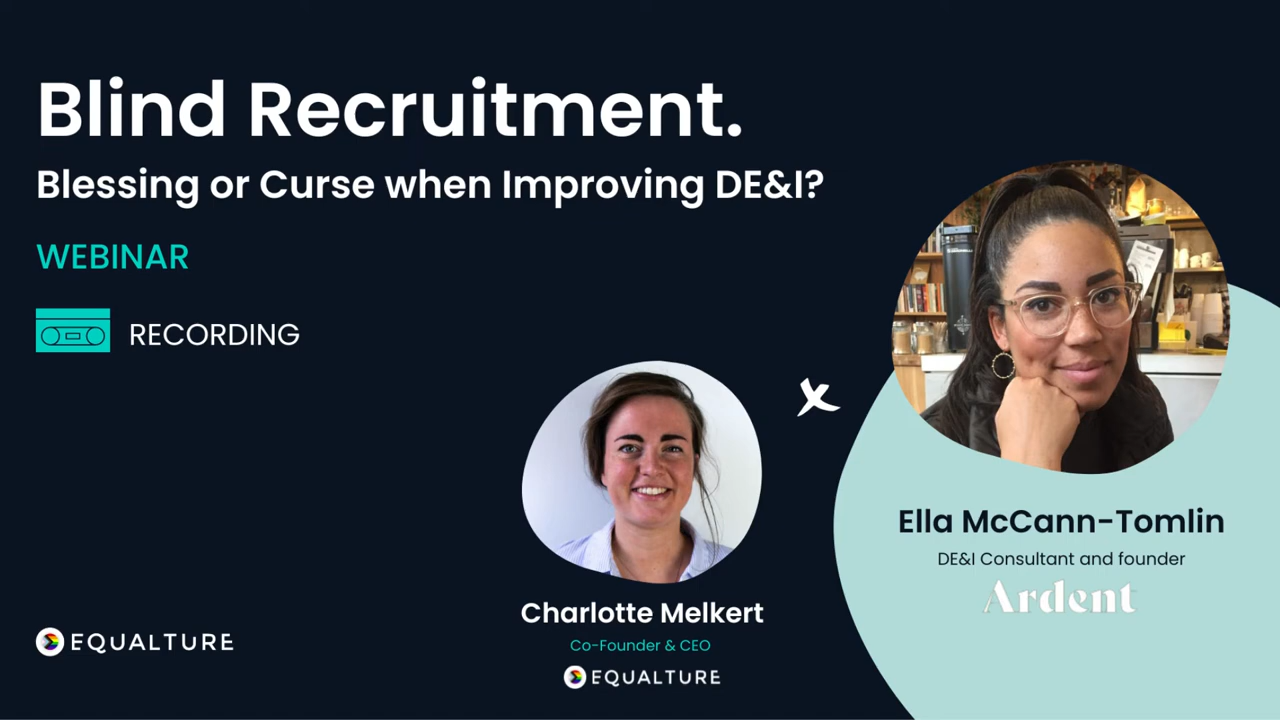 Blind Recruitment.
Blessing or Curse when Improving DE&I?
WEBINAR
RECORDING
Ella McCann-Tomlin
DE&I Consultant and founder
Ardent
Charlotte Melkert
Co-Founder & CEO
EQUALTURE
EQUALTURE